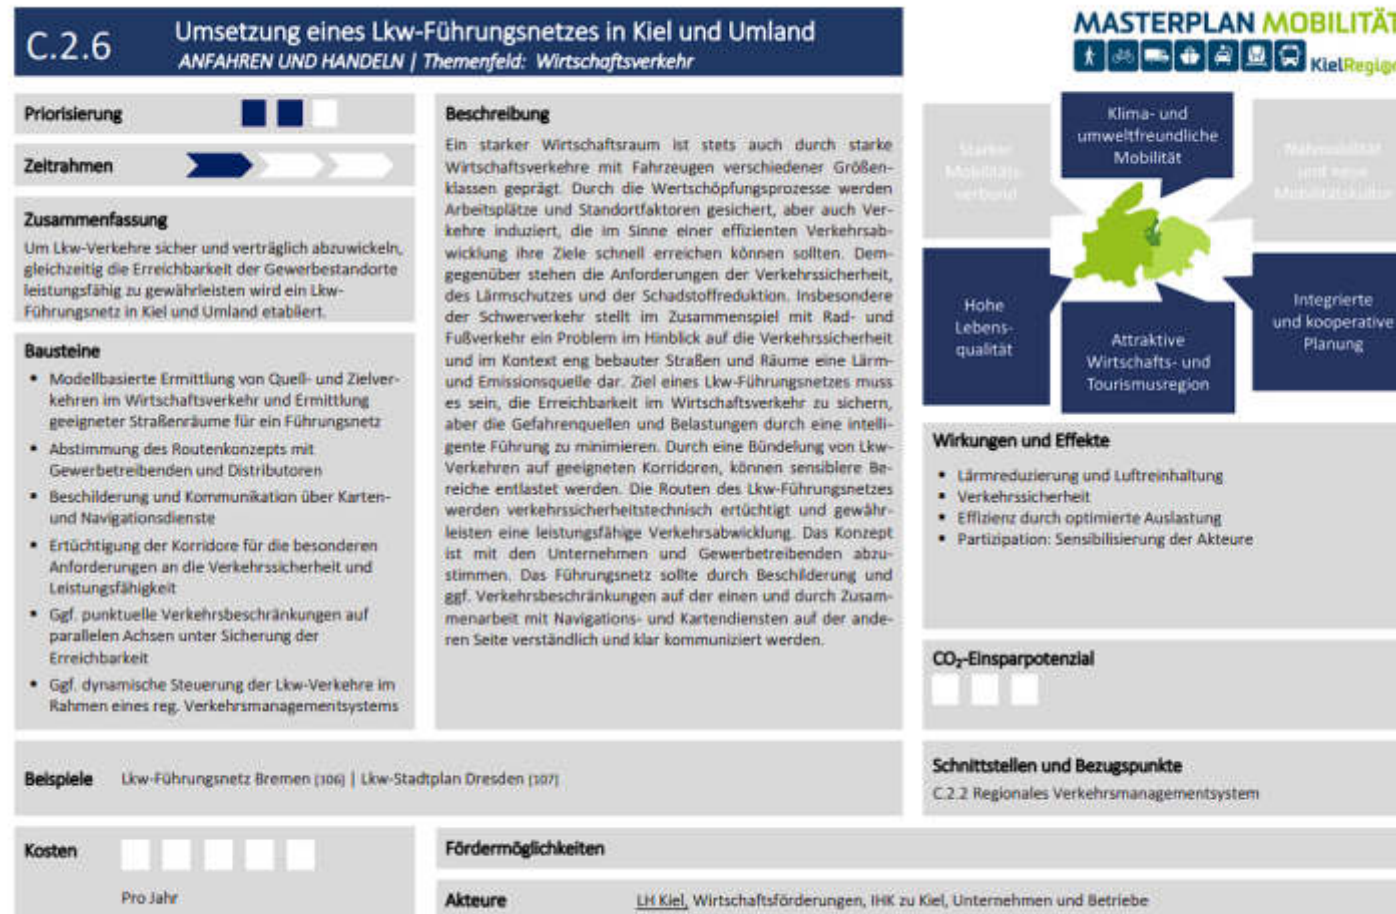 C.2.6
Umsetzung eines Lkw-Führungsnetzes in Kiel und Umland
ANFAHREN UND HANDELN | Themenfeld: Wirtschaftsverkehr
MASTERPLAN MOBILITÄT
KielRegion
Priorisierung
Zeitrahmen
Zusammenfassung
Um Lkw-Verkehre sicher und verträglich abzuwickeln,
gleichzeitig die Erreichbarkeit der Gewerbestandorte
leistungsfähig zu gewährleisten wird ein Lkw-
Führungsnetz in Kiel und Umland etabliert.
Bausteine
• Modellbasierte Ermittlung von Quell- und Zielver-
kehren im Wirtschaftsverkehr und Ermittlung
geeigneter Straßenräume für ein Führungsnetz
• Abstimmung des Routenkonzepts mit
Gewerbetreibenden und Distributoren
• Beschilderung und Kommunikation über Karten-
und Navigationsdienste
• Ertüchtigung der Korridore für die besonderen
Anforderungen an die Verkehrssicherheit und
Leistungsfähigkeit
• Ggf. punktuelle Verkehrsbeschränkungen auf
parallelen Achsen unter Sicherung der
Erreichbarkeit
• Ggf. dynamische Steuerung der Lkw-Verkehre im
Rahmen eines reg. Verkehrsmanagementsystems
Beschreibung
Ein starker Wirtschaftsraum ist stets auch durch starke
Wirtschaftsverkehre mit Fahrzeugen verschiedener Größen-
klassen geprägt. Durch die Wertschöpfungsprozesse werden
Arbeitsplätze und Standortfaktoren gesichert, aber auch Ver-
kehre induziert, die im Sinne einer effizienten Verkehrsab-
wicklung ihre Ziele schnell erreichen können sollten. Dem-
gegenüber stehen die Anforderungen der Verkehrssicherheit,
des Lärmschutzes und der Schadstoffreduktion. Insbesondere
der Schwerverkehr stellt im Zusammenspiel mit Rad- und
Fußverkehr ein Problem im Hinblick auf die Verkehrssicherheit
und im Kontext eng bebauter Straßen und Räume eine Lärm-
und Emissionsquelle dar. Ziel eines Lkw-Führungsnetzes muss
es sein, die Erreichbarkeit im Wirtschaftsverkehr zu sichern,
aber die Gefahrenquellen und Belastungen durch eine intelli-
gente Führung zu minimieren. Durch eine Bündelung von Lkw-
Verkehren auf geeigneten Korridoren, können sensiblere Be-
reiche entlastet werden. Die Routen des Lkw-Führungsnetzes
werden verkehrssicherheitstechnisch ertüchtigt und gewähr-
leisten eine leistungsfähige Verkehrsabwicklung. Das Konzept
ist mit den Unternehmen und Gewerbetreibenden abzu-
stimmen. Das Führungsnetz sollte durch Beschilderung und
ggf. Verkehrsbeschränkungen auf der einen und durch Zusam-
menarbeit mit Navigations- und Kartendiensten auf der ande-
ren Seite verständlich und klar kommuniziert werden.
Starker
Mobilitäts-
verbund
Klima- und
umweltfreundliche
Mobilität
Nahmobilität
und neue
Mobilitätskultur
Hohe
Lebens-
qualität
Attraktive
Wirtschafts- und
Tourismusregion
Integrierte
und kooperative
Planung
Wirkungen und Effekte
• Lärmreduzierung und Luftreinhaltung
• Verkehrssicherheit
• Effizienz durch optimierte Auslastung
• Partizipation: Sensibilisierung der Akteure
CO₂-Einsparpotenzial
Beispiele Lkw-Führungsnetz Bremen [106] | Lkw-Stadtplan Dresden [107]
Schnittstellen und Bezugspunkte
C.2.2 Regionales Verkehrsmanagementsystem
Kosten
Pro Jahr
Fördermöglichkeiten
Akteure LH Kiel, Wirtschaftsförderungen, IHK zu Kiel, Unternehmen und Betriebe